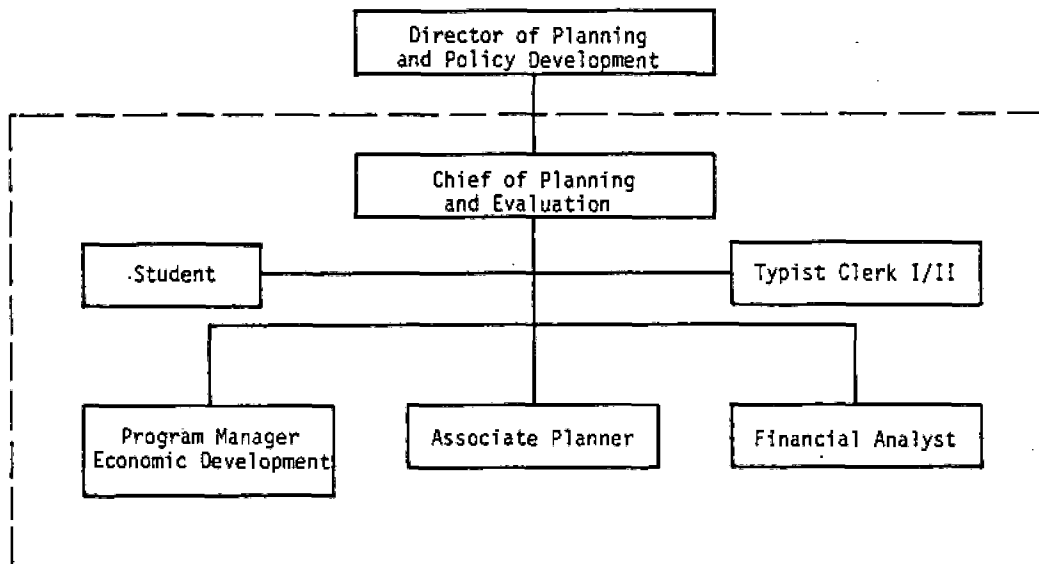 Director of Planning
and Policy Development
Chief of Planning
and Evaluation
Student
Typist Clerk I/II
Program Manager
Economic Development
Associate Planner
Financial Analyst